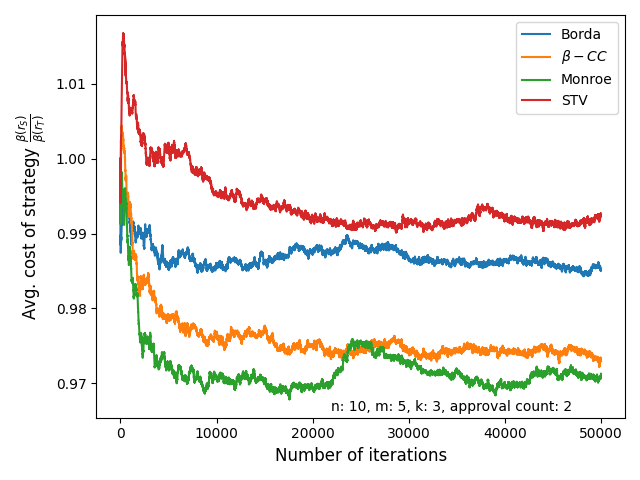 Borda
β − CC
Monroe
STV
1.01
1.00
0.99
0.98
0.97
Avg. cost of strategy β(r_S)/β(r_T)
n: 10, m: 5, k: 3, approval count: 2
0 10000 20000 30000 40000 50000
Number of iterations